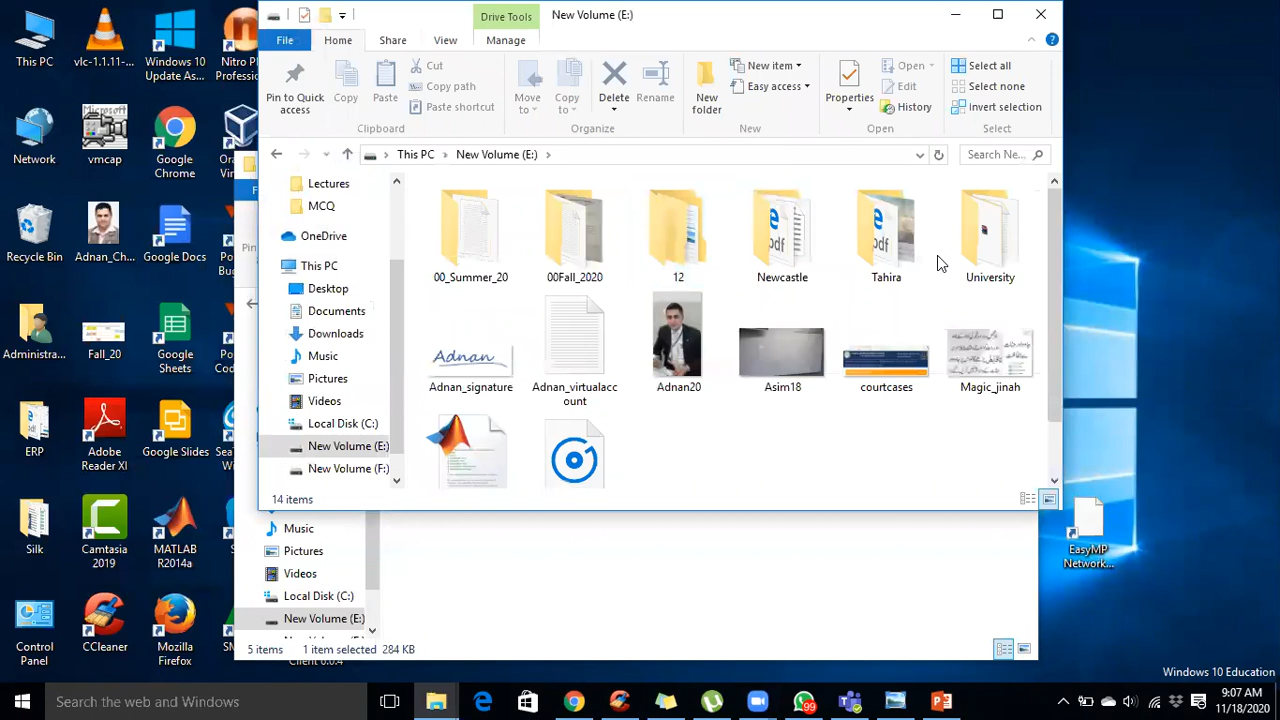 Drive Tools
New Volume (E:)
File
Home
Share
View
Manage
Pin to Quick access
Copy
Paste
Cut
Copy path
Paste shortcut
Clipboard
Move to
Copy to
Delete
Rename
Organize
New folder
New item
Easy access
New
Properties
Open
Edit
History
Open
Select all
Select none
Invert selection
Select
This PC
New Volume (E:)
Search Ne...
Lectures
MCQ
OneDrive
This PC
Desktop
Documents
Downloads
Music
Pictures
Videos
Local Disk (C:)
New Volume (E:)
New Volume (F:)
00_Summer_20
00Fall_2020
12
Newcastle
Tahira
University
Adnan
Adnan_signature
Adnan_virtualacc
ount
Adnan20
Asim18
courtcases
Magic_jinah
14 items
Music
Pictures
Videos
Local Disk (C:)
New Volume (E:)
5 items
1 item selected 284 KB
This PC
vlc-1.1.11-...
Windows 10
Update As...
Nitro P
Professio
Network
Microsoft
vmcap
Google
Chrome
Ora
Recycle Bin
Adnan_Ch...
Google Docs
Administra...
Fall_20
Google
Sheets
ERP
Adobe
Reader XI
Google Slides
Silk
Camtasia
2019
MATLAB
R2014a
Control
Panel
CCleaner
Mozilla
Firefox
Client 6.0.4
EasyMP
Network...
Windows 10 Education
Search the web and Windows
99
9:07 AM
11/18/2020